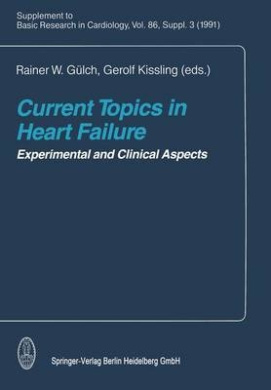 Supplement to
Basic Research in Cardiology, Vol. 86, Suppl. 3 (1991)
Rainer W. Gülch, Gerolf Kissling (eds.)
Current Topics in
Heart Failure
Experimental and Clinical Aspects
Springer-Verlag Berlin Heidelberg GmbH